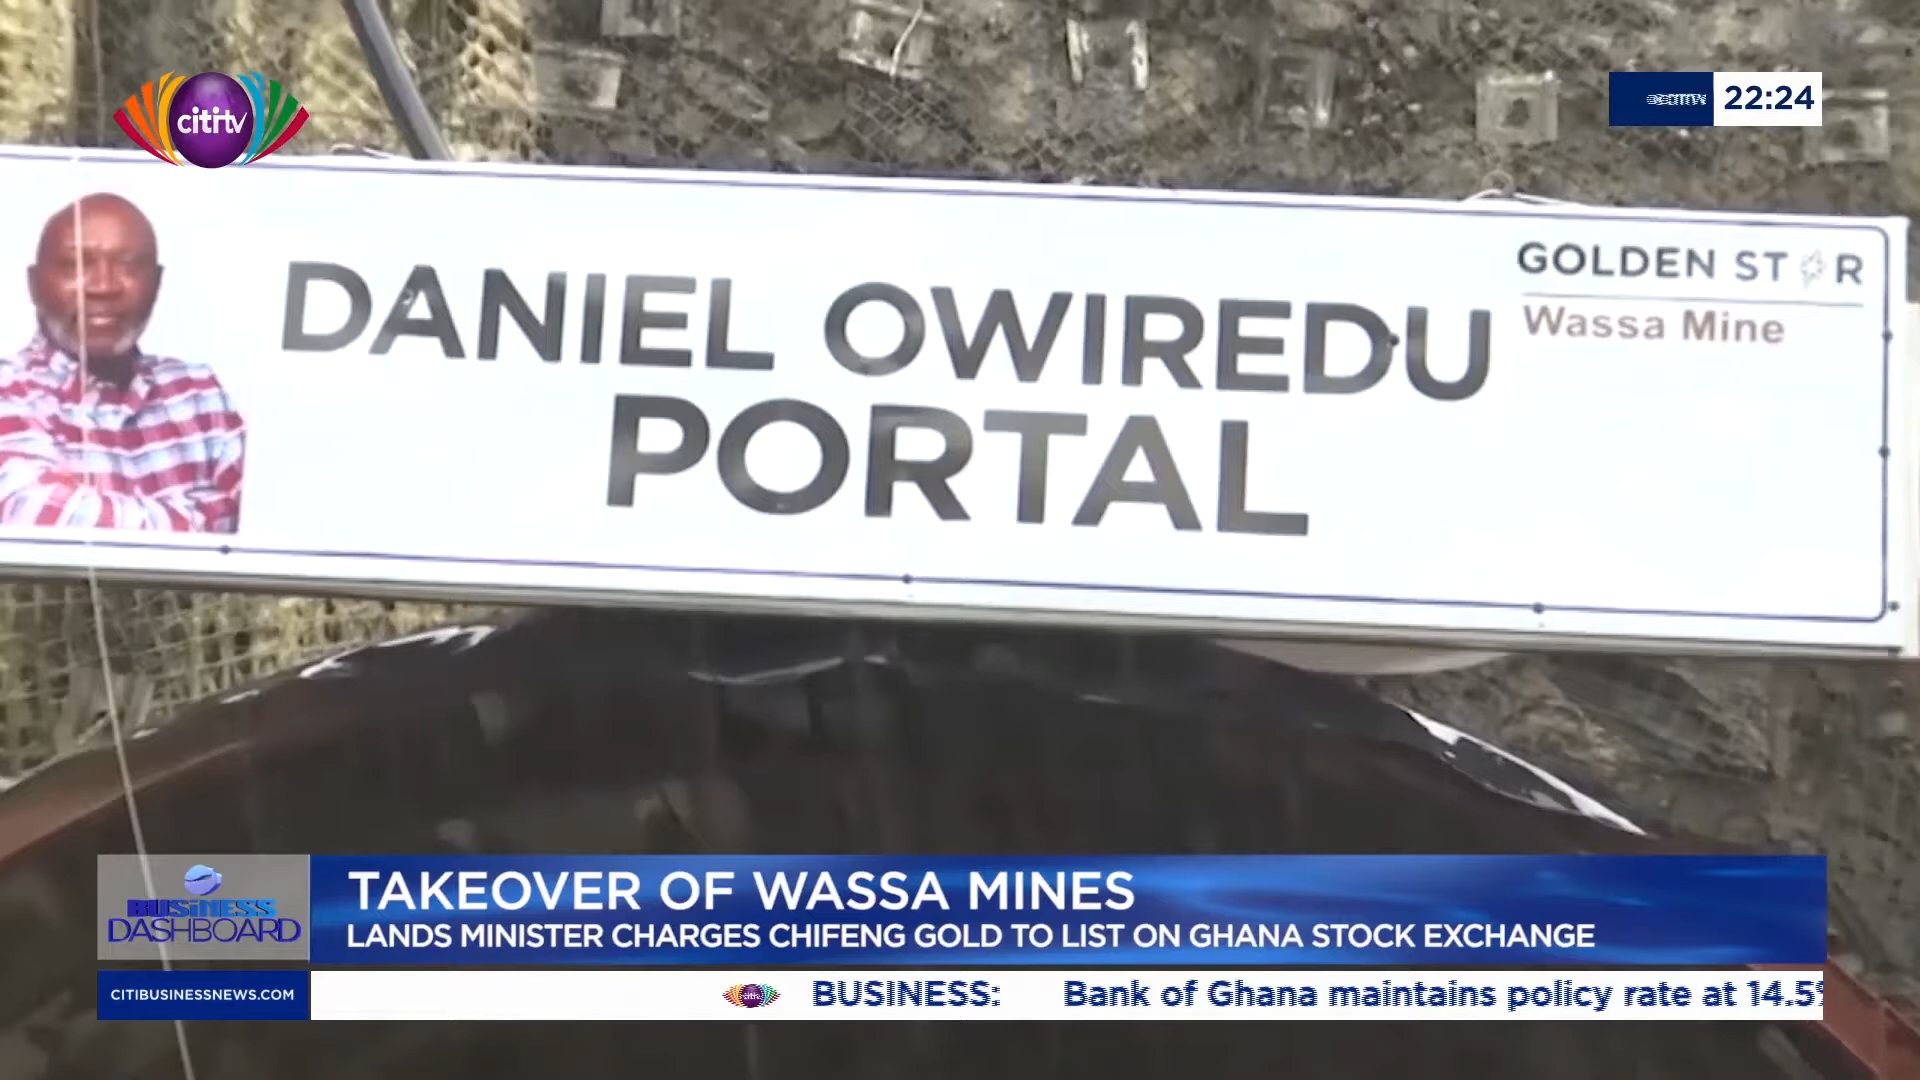 citi tv
22:24
DANIEL OWIREDU
PORTAL
GOLDEN STAR
Wassa Mine
BUSINESS
DASHBOARD
TAKEOVER OF WASSA MINES
LANDS MINISTER CHARGES CHIFENG GOLD TO LIST ON GHANA STOCK EXCHANGE
CITIBUSINESSNEWS.COM
BUSINESS: Bank of Ghana maintains policy rate at 14.5%